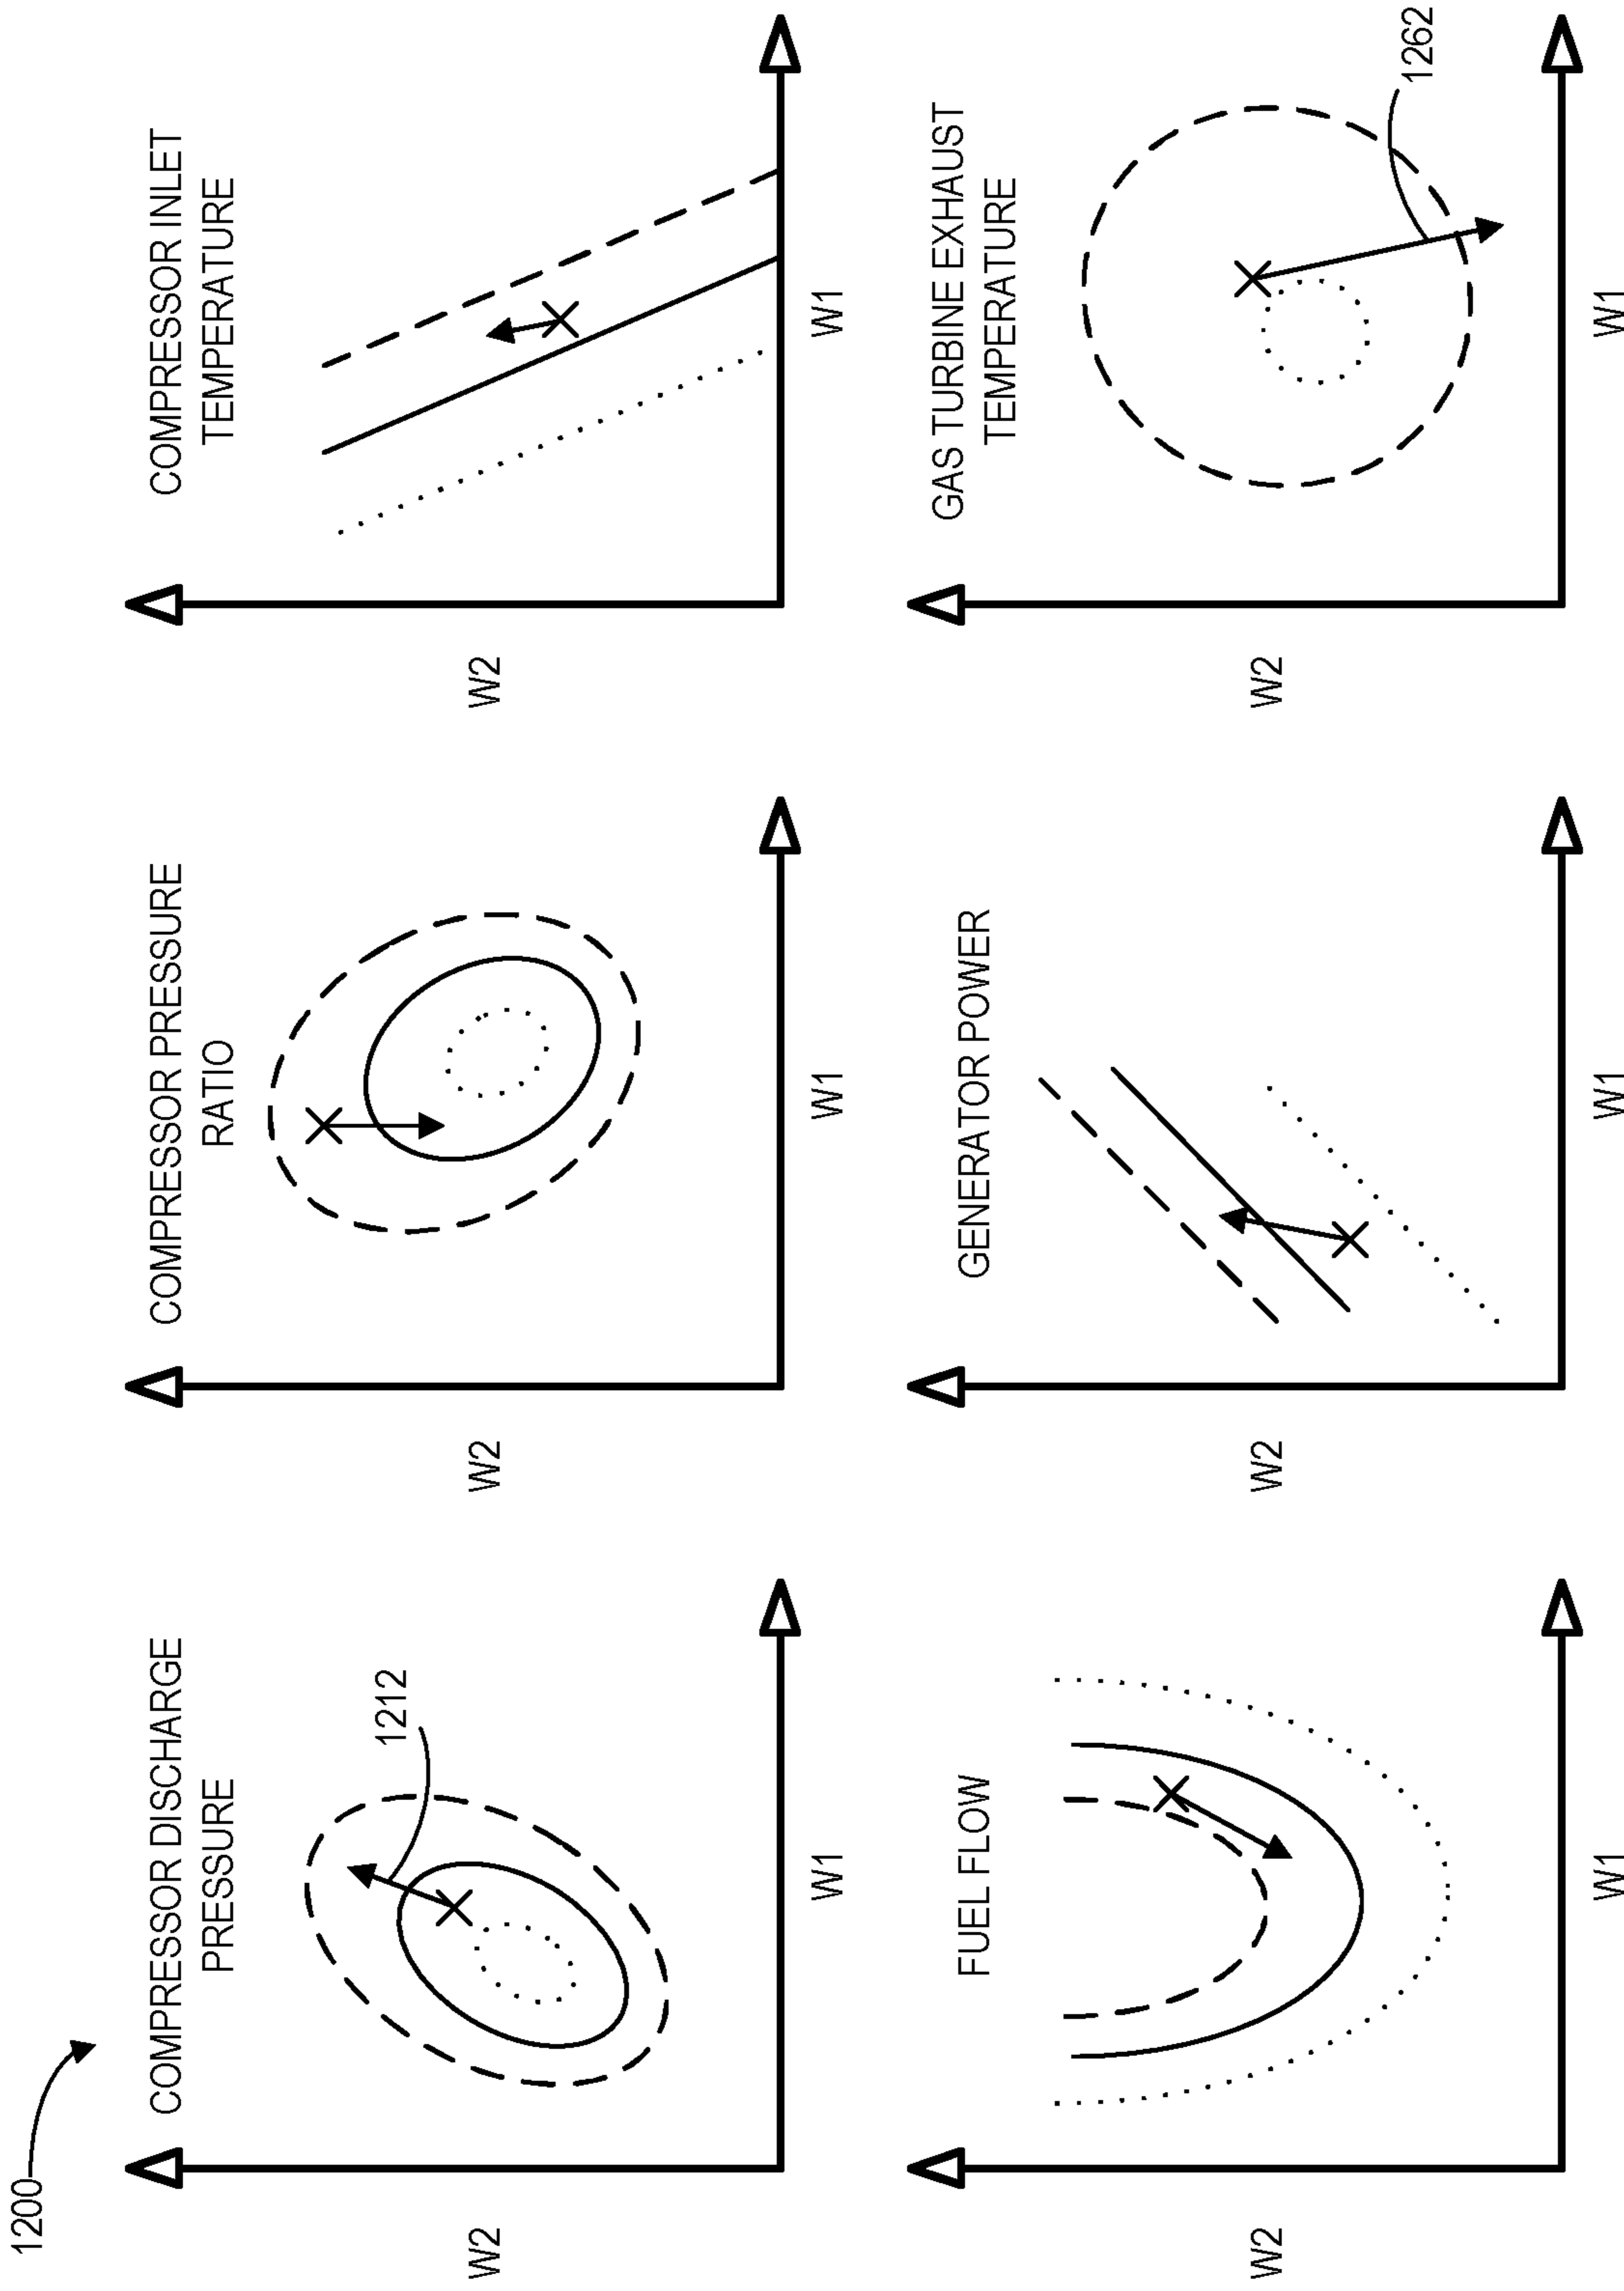 1200
COMPRESSOR DISCHARGE
PRESSURE
1212
W2
W1
COMPRESSOR PRESSURE
RATIO
W2
W1
COMPRESSOR INLET
TEMPERATURE
W2
W1
FUEL FLOW
W2
W1
GENERATOR POWER
W2
W1
GAS TURBINE EXHAUST
TEMPERATURE
1262
W2
W1